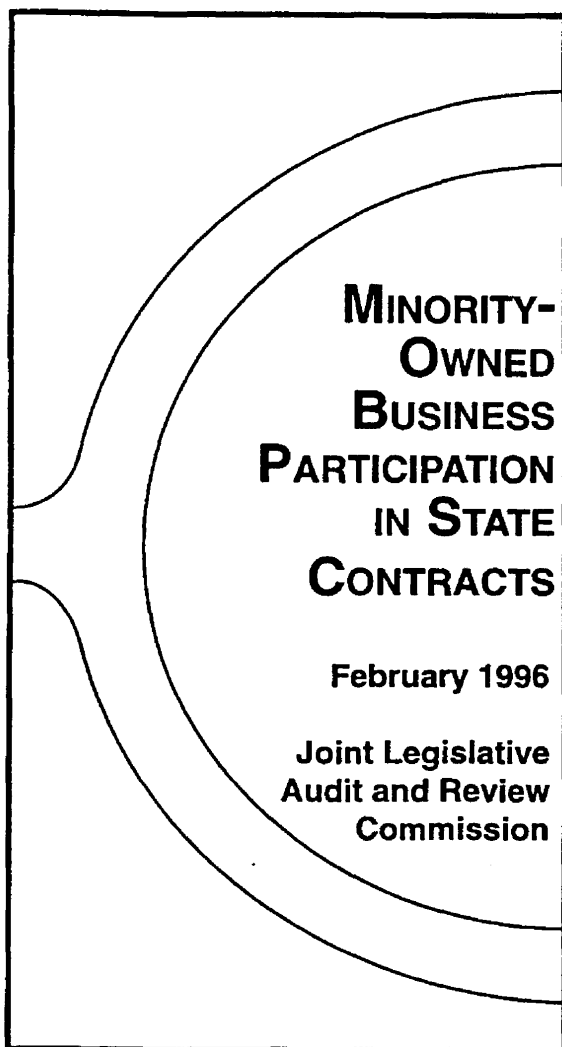 MINORITY-
OWNED
BUSINESS
PARTICIPATION
IN STATE
CONTRACTS
February 1996
Joint Legislative
Audit and Review
Commission